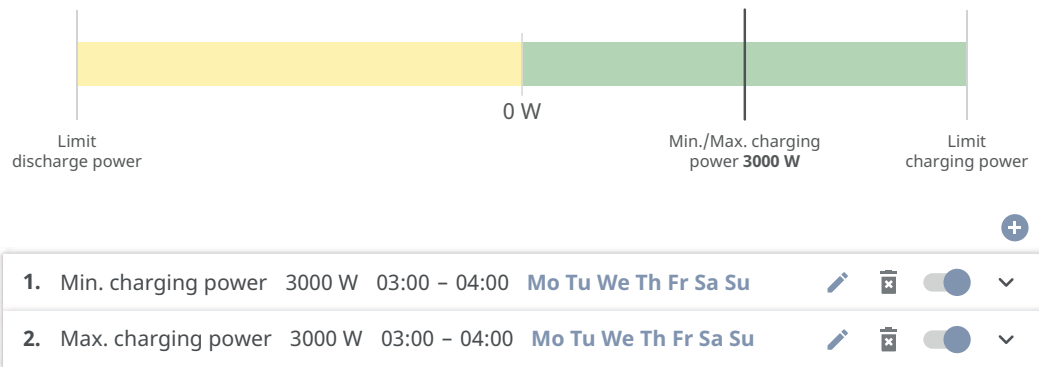 0 W
Limit
discharge power
Min./Max. charging
power 3000 W
Limit
charging power
1. Min. charging power 3000 W 03:00 – 04:00 Mo Tu We Th Fr Sa Su
2. Max. charging power 3000 W 03:00 – 04:00 Mo Tu We Th Fr Sa Su